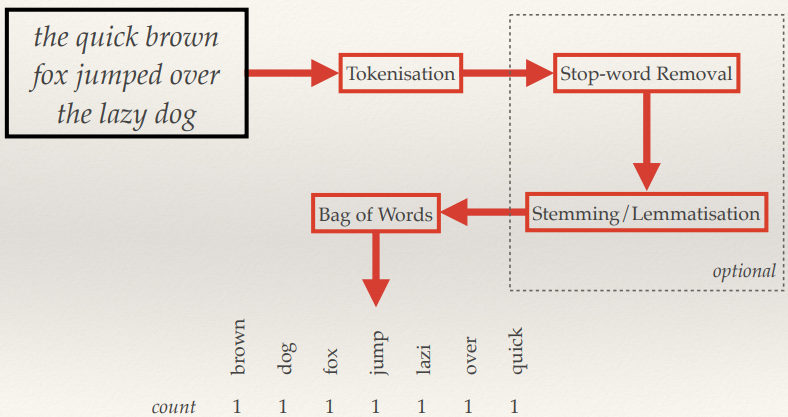 the quick brown
fox jumped over
the lazy dog
Tokenisation
Stop-word Removal
Stemming/Lemmatisation
Bag of Words
optional
brown dog fox jump lazi over quick
count 1 1 1 1 1 1 1